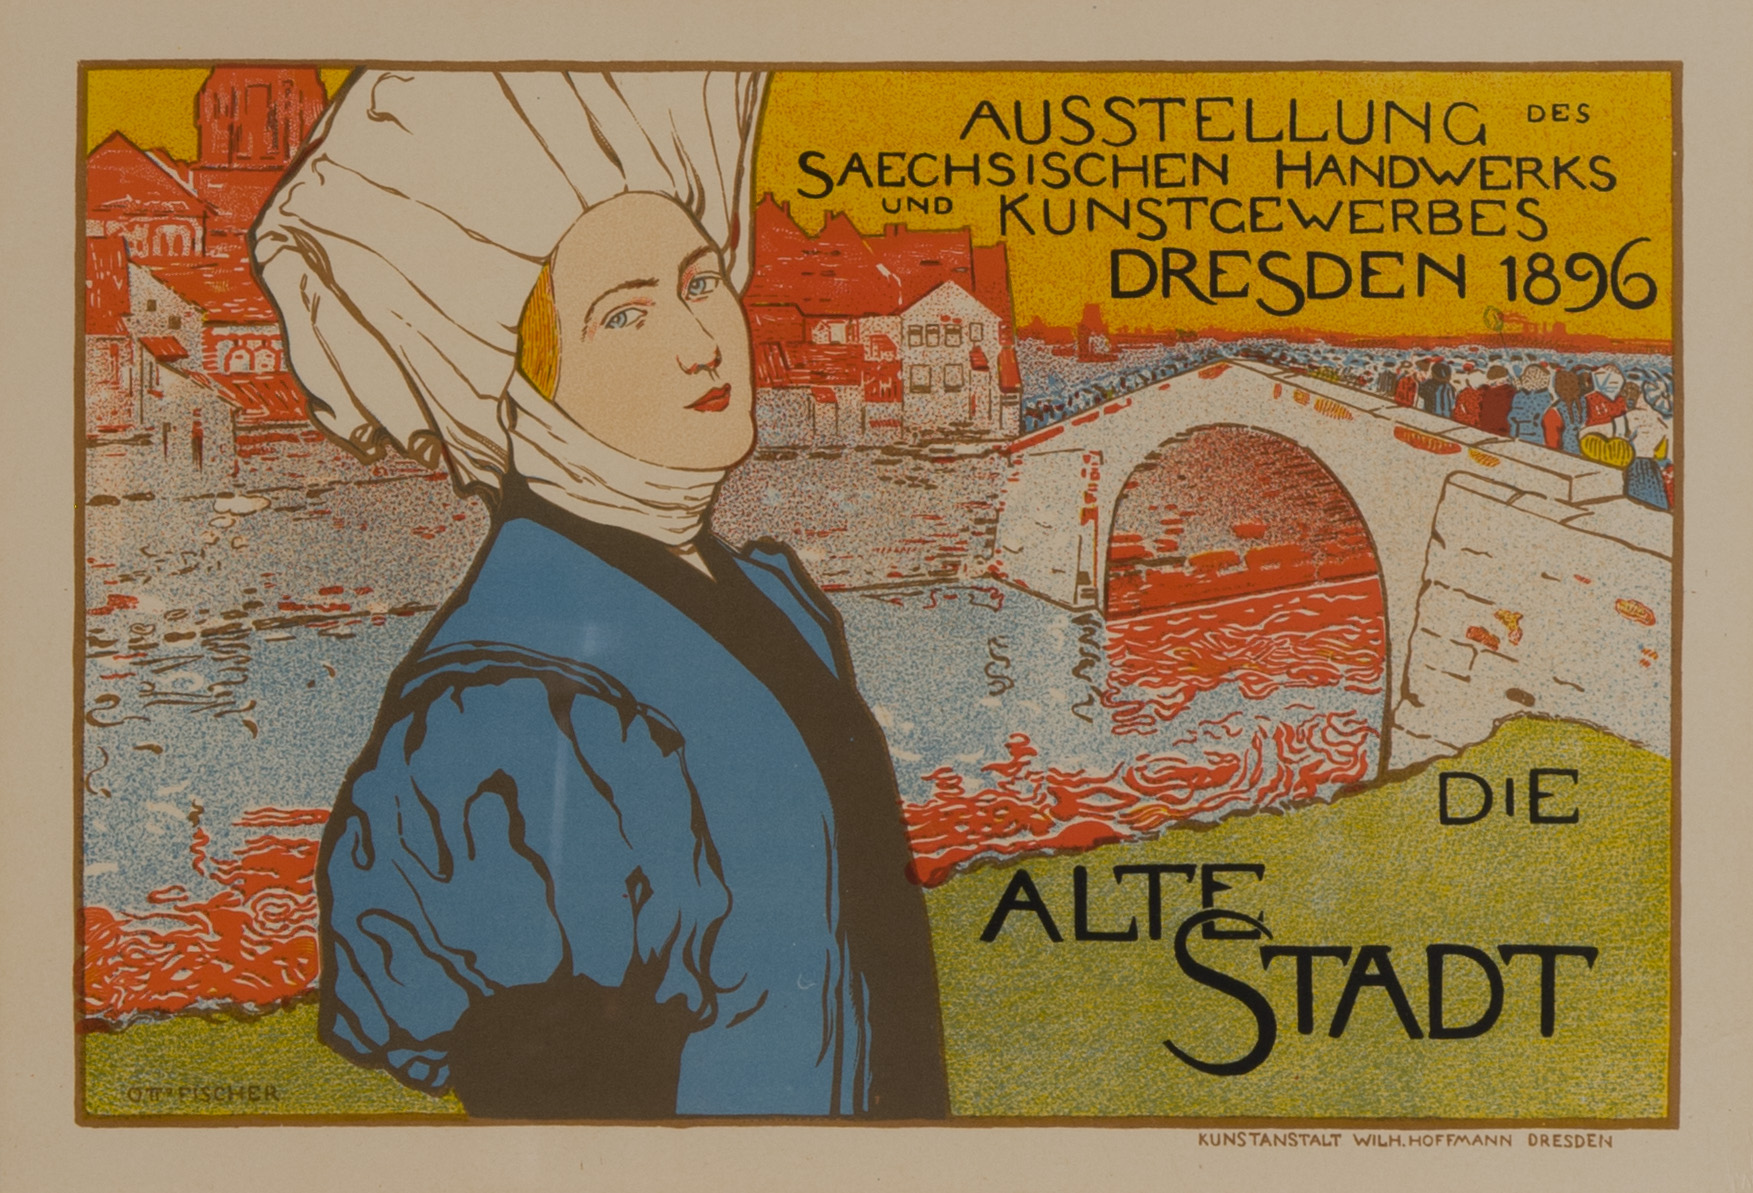 AUSSTELLUNG DES
SAECHSISCHEN HANDWERKS
UND KUNSTGEWERBES
DRESDEN 1896
DIE
ALTE
STADT
OTTO FISCHER
KUNSTANSTALT WILH. HOFFMANN DRESDEN